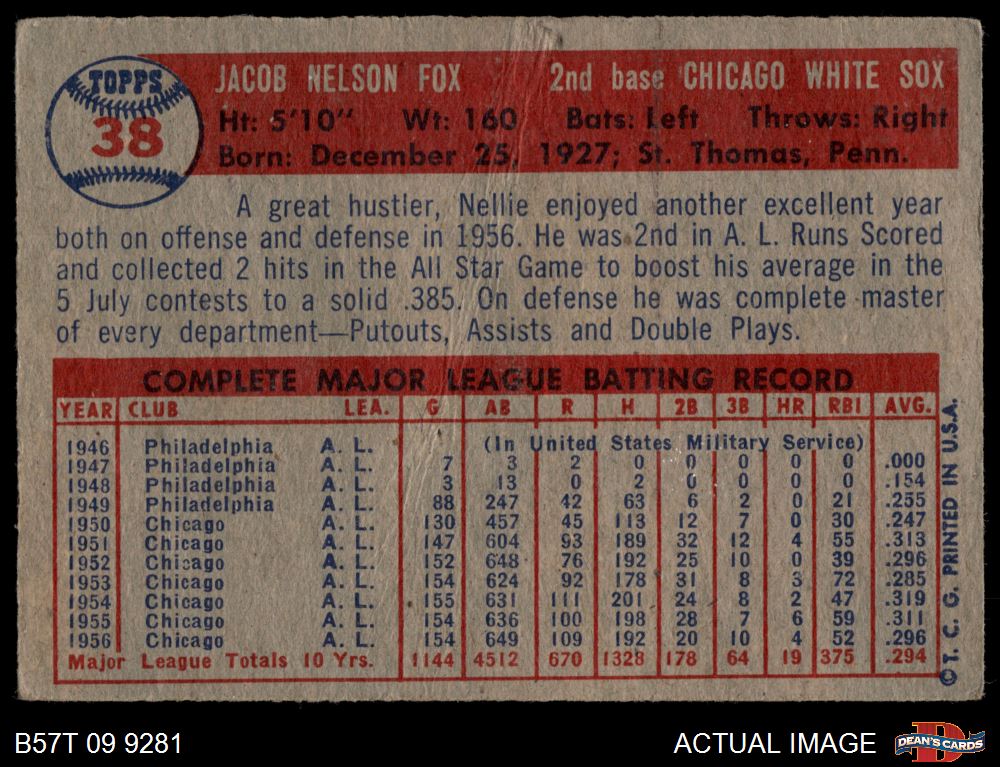 TOPPS
38
JACOB NELSON FOX 2nd base CHICAGO WHITE SOX
Ht: 5'10" Wt: 160 Bats: Left Throws: Right
Born: December 25, 1927; St. Thomas, Penn.
A great hustler, Nellie enjoyed another excellent year
both on offense and defense in 1956. He was 2nd in A. L. Runs Scored
and collected 2 hits in the All Star Game to boost his average in the
5 July contests to a solid .385. On defense he was complete master
of every department—Putouts, Assists and Double Plays.
COMPLETE MAJOR LEAGUE BATTING RECORD
YEAR CLUB LEA. G AB R H 2B 3B HR RBI AVG.
1946 Philadelphia A. L. (In United States Military Service)
1947 Philadelphia A. L. 7 3 2 0 0 0 0 0 .000
1948 Philadelphia A. L. 3 13 0 2 0 0 0 0 .154
1949 Philadelphia A. L. 88 247 42 63 6 2 0 21 .255
1950 Chicago A. L. 130 457 45 113 12 7 0 30 .247
1951 Chicago A. L. 147 604 93 189 32 12 4 55 .313
1952 Chicago A. L. 152 648 76 192 25 10 0 39 .296
1953 Chicago A. L. 154 624 92 178 31 8 3 72 .285
1954 Chicago A. L. 155 631 111 201 24 8 2 47 .319
1955 Chicago A. L. 154 636 100 198 28 7 6 59 .311
1956 Chicago A. L. 154 649 109 192 20 10 4 52 .296
Major League Totals 10 Yrs. 1144 4512 670 1328 178 64 19 375 .294
© T. C. G. PRINTED IN U.S.A.
B57T 09 9281
ACTUAL IMAGE
DEAN'S CARDS